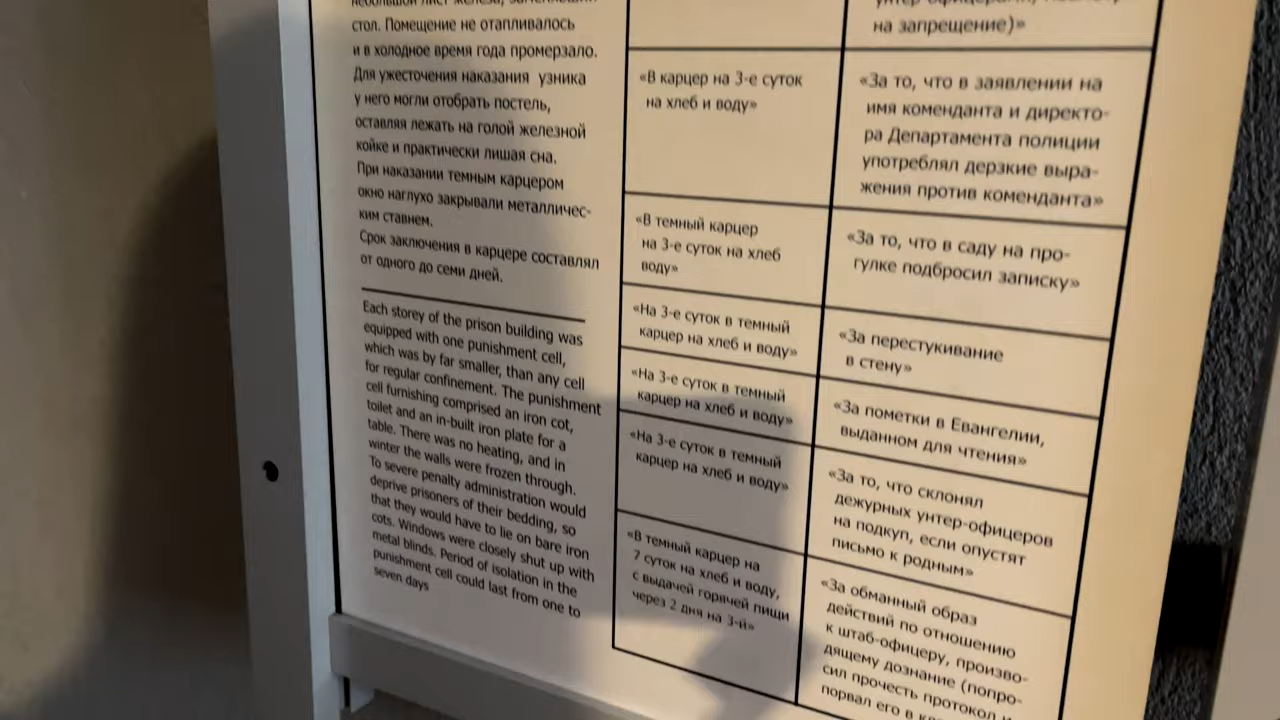 стол. Помещение не отапливалось
и в холодное время года промерзало.
Для ужесточения наказания узника
у него могли отобрать постель,
оставляя лежать на голой железной
койке и практически лишая сна.
При наказании темным карцером
окно наглухо закрывали металличес-
ким ставнем.
Срок заключения в карцере составлял
от одного до семи дней.
Each storey of the prison building was
equipped with one punishment cell,
which was by far smaller, than any cell
for regular confinement. The punishment
cell furnishing comprised an iron cot,
toilet and an in-built iron plate for a
table. There was no heating, and in
winter the walls were frozen through.
To severe penalty administration would
deprive prisoners of their bedding, so
that they would have to lie on bare iron
cots. Windows were closely shut up with
metal blinds. Period of isolation in the
punishment cell could last from one to
seven days
на запрещение)»
«В карцер на 3-е суток
на хлеб и воду»
«За то, что в заявлении на
имя коменданта и директо-
ра Департамента полиции
употреблял дерзкие выра-
жения против коменданта»
«В темный карцер
на 3-е суток на хлеб
воду»
«За то, что в саду на про-
гулке подбросил записку»
«На 3-е суток в темный
карцер на хлеб и воду»
«За перестукивание
в стену»
«На 3-е суток в темный
карцер на хлеб и воду»
«За пометки в Евангелии,
выданном для чтения»
«На 3-е суток в темный
карцер на хлеб и воду»
«За то, что склонял
дежурных унтер-офицеров
на подкуп, если опустят
письмо к родным»
«В темный карцер на
7 суток на хлеб и воду,
с выдачей горячей пищи
через 2 дня на 3-й»
«За обманный образ
действий по отношению
к штаб-офицеру, произво-
дящему дознание (попро-
сил прочесть протокол и
порвал его в